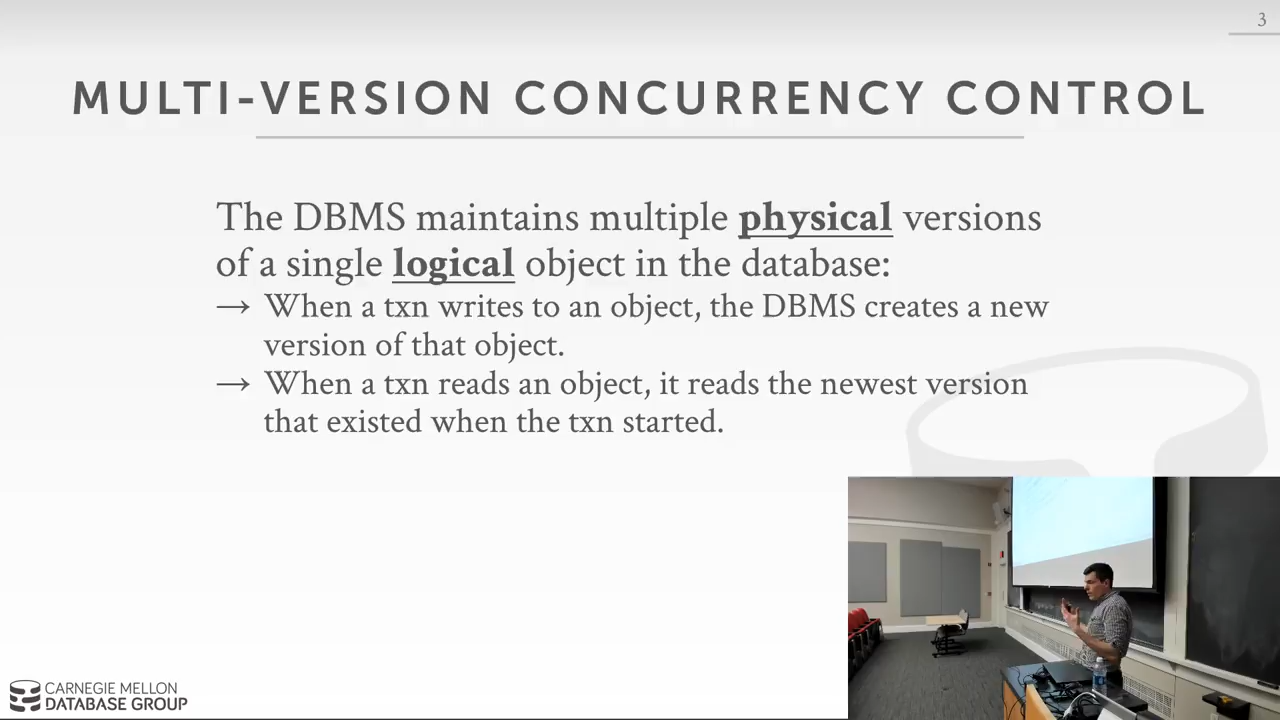 3
MULTI-VERSION CONCURRENCY CONTROL
The DBMS maintains multiple physical versions
of a single logical object in the database:
→ When a txn writes to an object, the DBMS creates a new
version of that object.
→ When a txn reads an object, it reads the newest version
that existed when the txn started.
CARNEGIE MELLON
DATABASE GROUP